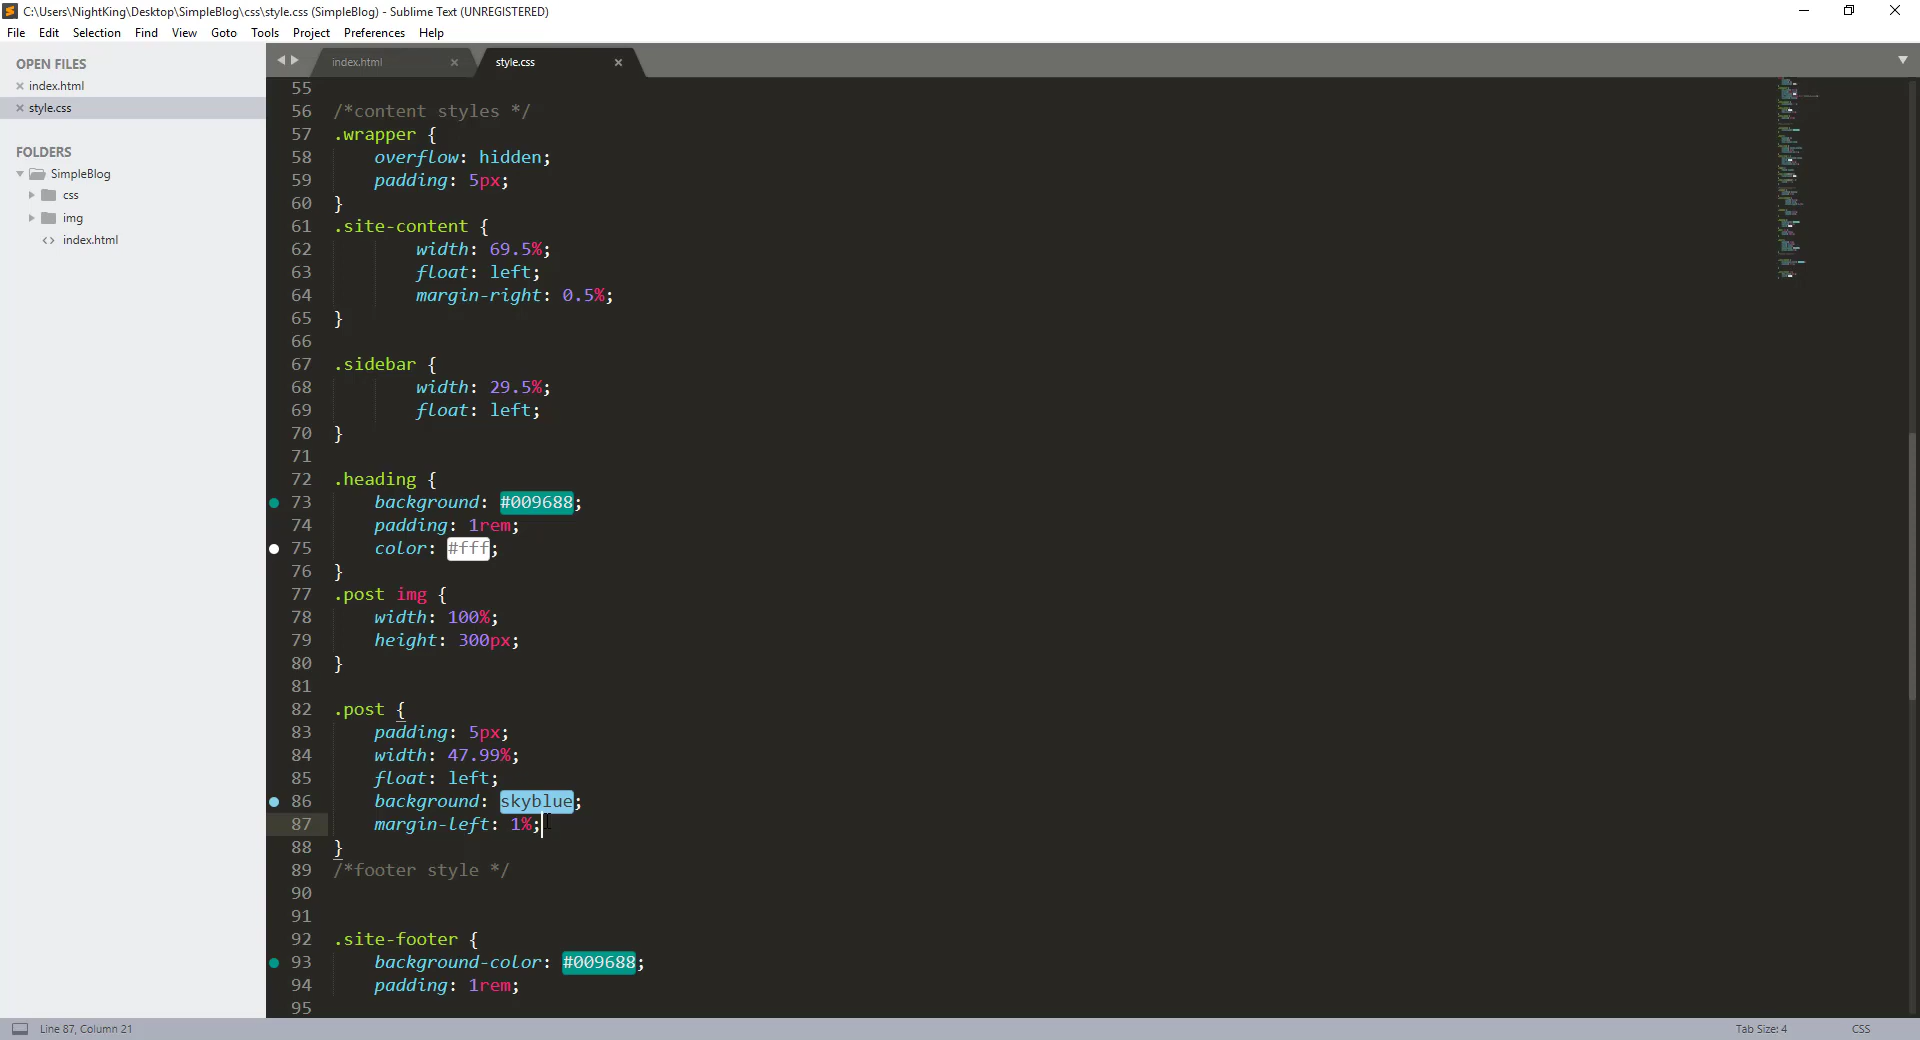 C:\Users\NightKing\Desktop\SimpleBlog\css\style.css (SimpleBlog) - Sublime Text (UNREGISTERED)
File Edit Selection Find View Goto Tools Project Preferences Help
OPEN FILES
index.html
style.css
FOLDERS
SimpleBlog
css
img
index.html
index.html
style.css
55
56 /*content styles */
57 .wrapper {
58 overflow: hidden;
59 padding: 5px;
60 }
61 .site-content {
62 width: 69.5%;
63 float: left;
64 margin-right: 0.5%;
65 }
66
67 .sidebar {
68 width: 29.5%;
69 float: left;
70 }
71
72 .heading {
73 background: #009688;
74 padding: 1rem;
75 color: #fff;
76 }
77 .post img {
78 width: 100%;
79 height: 300px;
80 }
81
82 .post {
83 padding: 5px;
84 width: 47.99%;
85 float: left;
86 background: skyblue;
87 margin-left: 1%;
88 }
89 /*footer style */
90
91
92 .site-footer {
93 background-color: #009688;
94 padding: 1rem;
95
Line 87, Column 21
Tab Size: 4
CSS